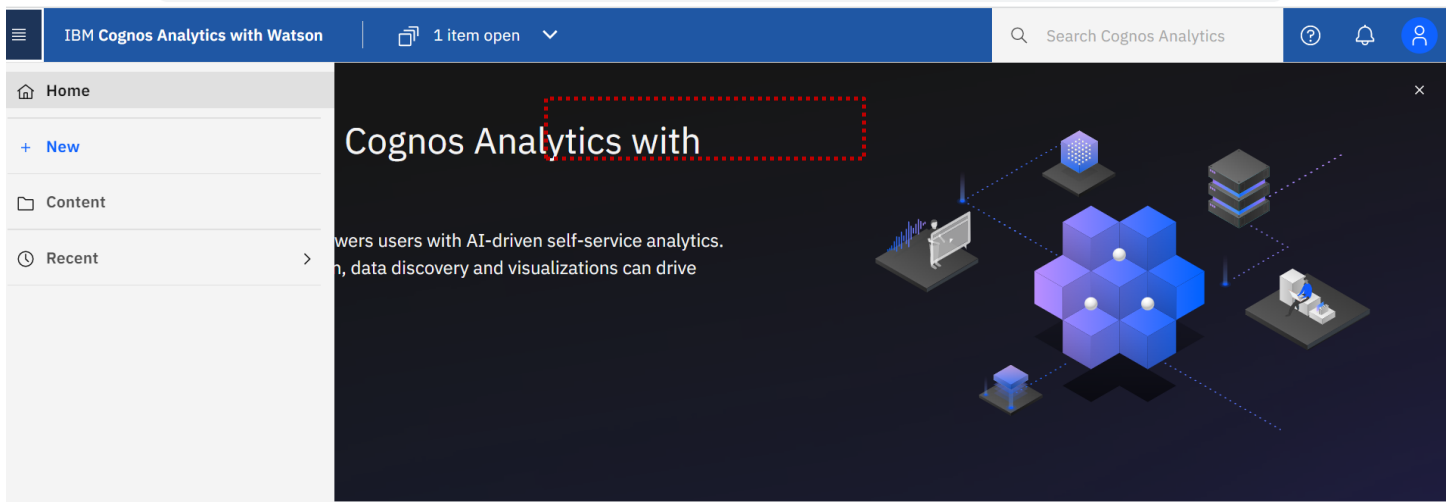 IBM Cognos Analytics with Watson
1 item open
Search Cognos Analytics
Home
+ New
Content
Recent
Cognos Analytics with
wers users with AI-driven self-service analytics.
, data discovery and visualizations can drive